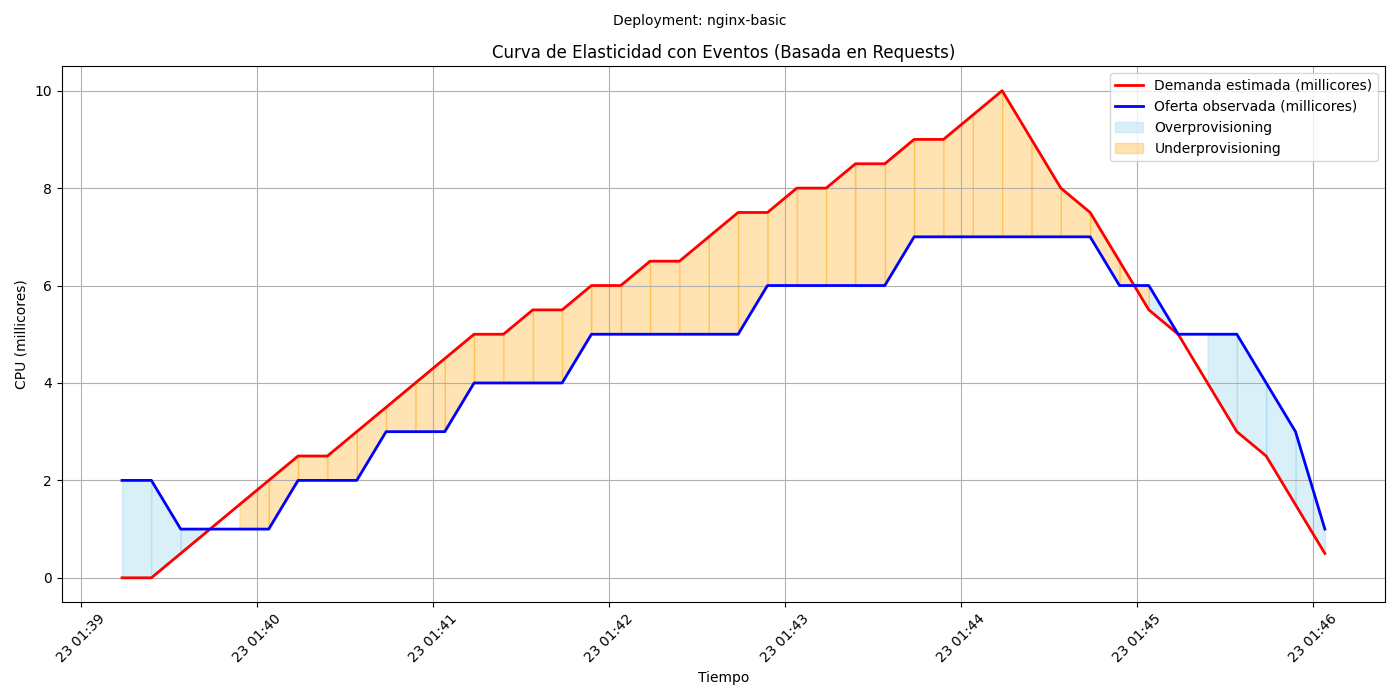 Deployment: nginx-basic
Curva de Elasticidad con Eventos (Basada en Requests)
Demanda estimada (millicores)
Oferta observada (millicores)
Overprovisioning
Underprovisioning
CPU (millicores)
10
8
6
4
2
0
23 01:39
23 01:40
23 01:41
23 01:42
23 01:43
23 01:44
23 01:45
23 01:46
Tiempo